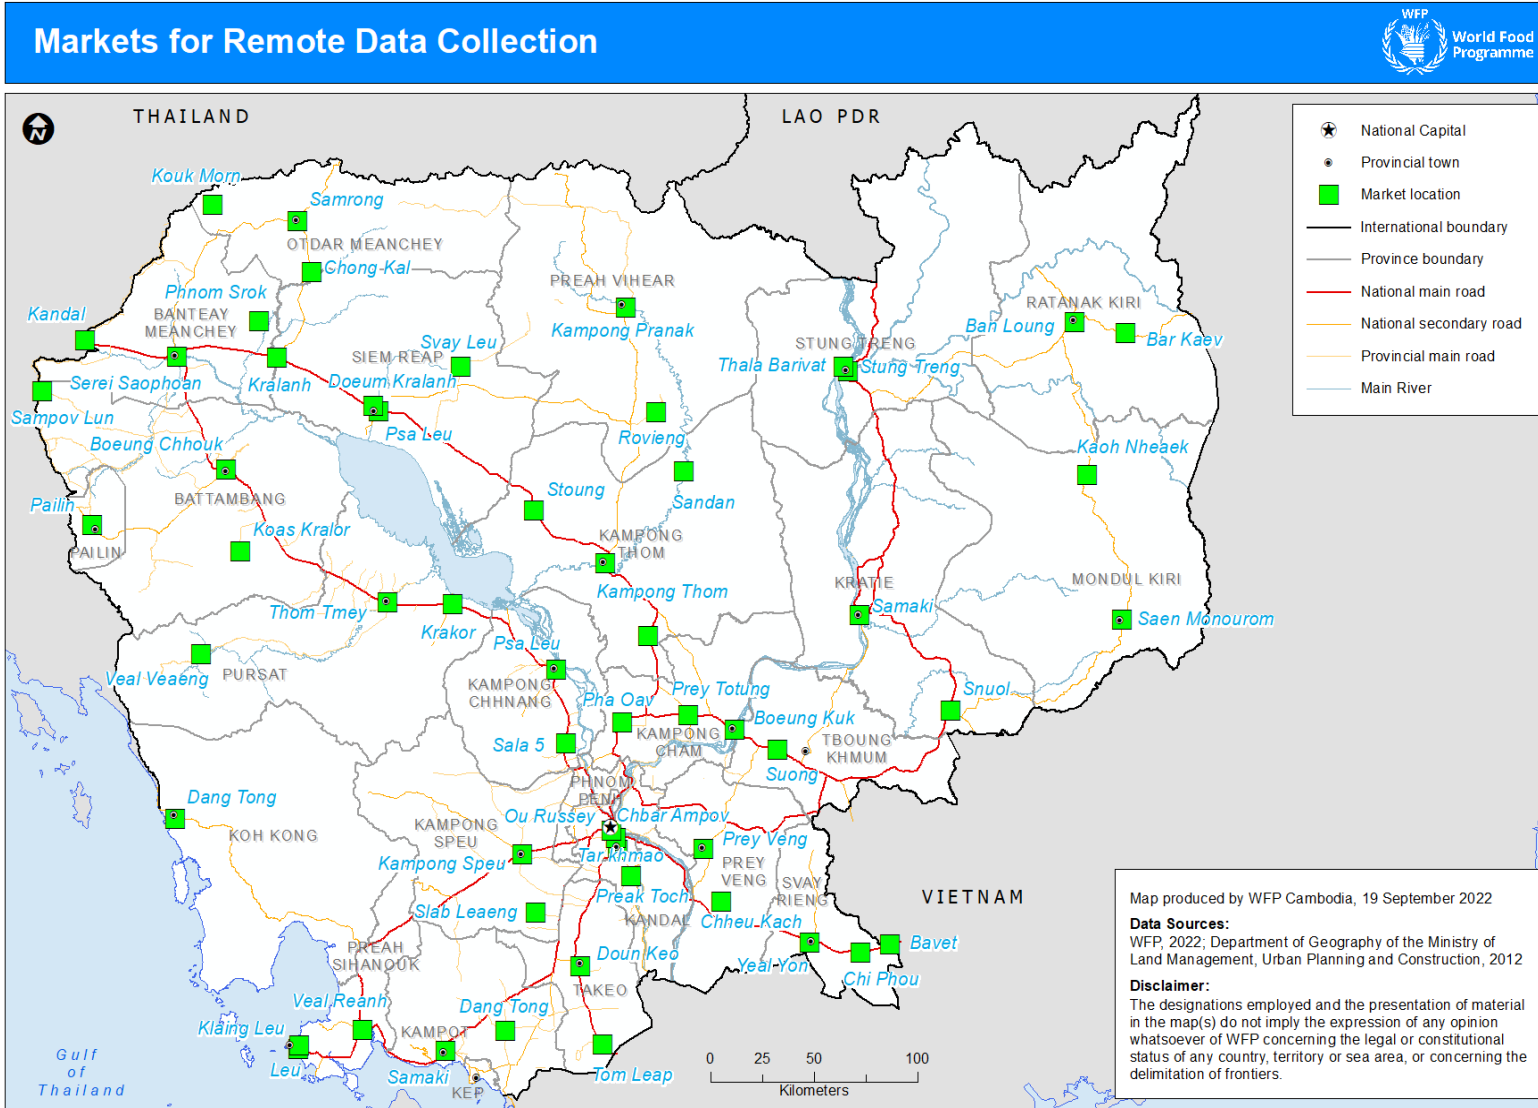 Markets for Remote Data Collection
WFP
World Food
Programme
THAILAND
LAO PDR
N
National Capital
Provincial town
Market location
International boundary
Province boundary
National main road
National secondary road
Provincial main road
Main River
Kouk Morn
Samrong
OTDAR MEANCHEY
Chong Kal
Phnom Srok
BANTEAY
MEANCHEY
Kandal
PREAH VIHEAR
Kampong Pranak
RATANAK KIRI
Ban Loung
Bar Kaev
STUNG TRENG
Thala Barivat
Stung Treng
Svay Leu
SIEM REAP
Serei Saophoan
Kralanh
Doeum Kralanh
Sampov Lun
Psa Leu
Rovieng
Boeung Chhouk
Kaoh Nheaek
BATTAMBANG
Stoung
Sandan
Pailin
Koas Kralor
PAILIN
KAMPONG
THOM
Kampong Thom
KRATIE
MONDUL KIRI
Thom Tmey
Krakor
Samaki
Saen Monourom
Psa Leu
Veal Veaeng
PURSAT
KAMPONG
CHHNANG
Pha Oav
Prey Totung
Snuol
Boeung Kuk
Sala 5
KAMPONG
CHAM
TBOUNG
KHMUM
Suong
PHNOM
PENH
Dang Tong
KOH KONG
KAMPONG
SPEU
Ou Russey
Chbar Ampov
Kampong Speu
Tar khmao
Prey Veng
PREY
VENG
SVAY
RIENG
Preak Toch
Slab Leaeng
KANDAL
Chheu Kach
VIETNAM
PREAH
SIHANOUK
Doun Keo
Yeal Yon
Bavet
Chi Phou
TAKEO
Veal Reanh
Dang Tong
Klaing Leu
KAMPOT
Leu
Samaki
KEP
Tom Leap
Gulf
of
Thailand
0 25 50 100
Kilometers
Map produced by WFP Cambodia, 19 September 2022
Data Sources:
WFP, 2022; Department of Geography of the Ministry of
Land Management, Urban Planning and Construction, 2012
Disclaimer:
The designations employed and the presentation of material
in the map(s) do not imply the expression of any opinion
whatsoever of WFP concerning the legal or constitutional
status of any country, territory or sea area, or concerning the
delimitation of frontiers.